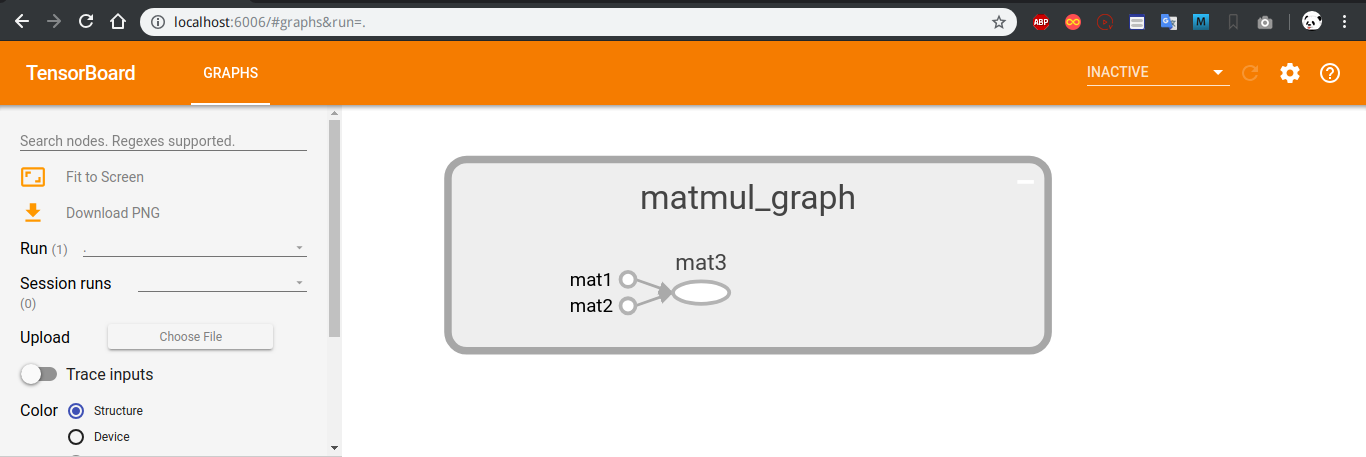 localhost:6006/#graphs&run=.
ABP
M
TensorBoard
GRAPHS
INACTIVE
Search nodes. Regexes supported.
Fit to Screen
Download PNG
Run (1) .
Session runs
(0)
Upload Choose File
Trace inputs
Color Structure
Device
matmul_graph
mat3
mat1
mat2